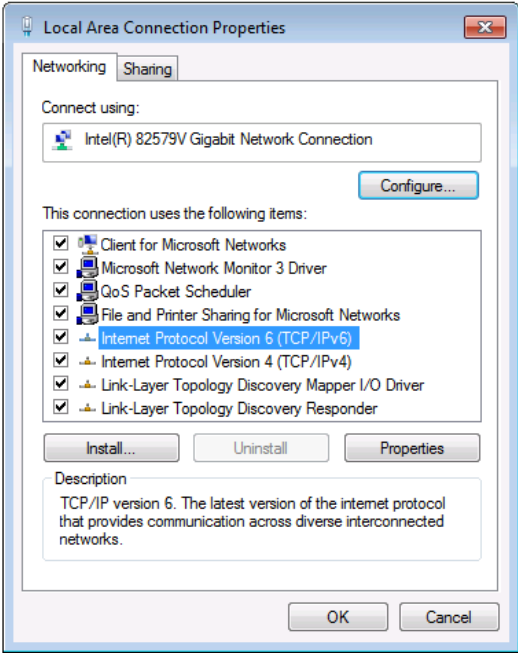 Local Area Connection Properties
Networking
Sharing
Connect using:
Intel(R) 82579V Gigabit Network Connection
Configure...
This connection uses the following items:
Client for Microsoft Networks
Microsoft Network Monitor 3 Driver
QoS Packet Scheduler
File and Printer Sharing for Microsoft Networks
Internet Protocol Version 6 (TCP/IPv6)
Internet Protocol Version 4 (TCP/IPv4)
Link-Layer Topology Discovery Mapper I/O Driver
Link-Layer Topology Discovery Responder
Install...
Uninstall
Properties
Description
TCP/IP version 6. The latest version of the internet protocol
that provides communication across diverse interconnected
networks.
OK
Cancel